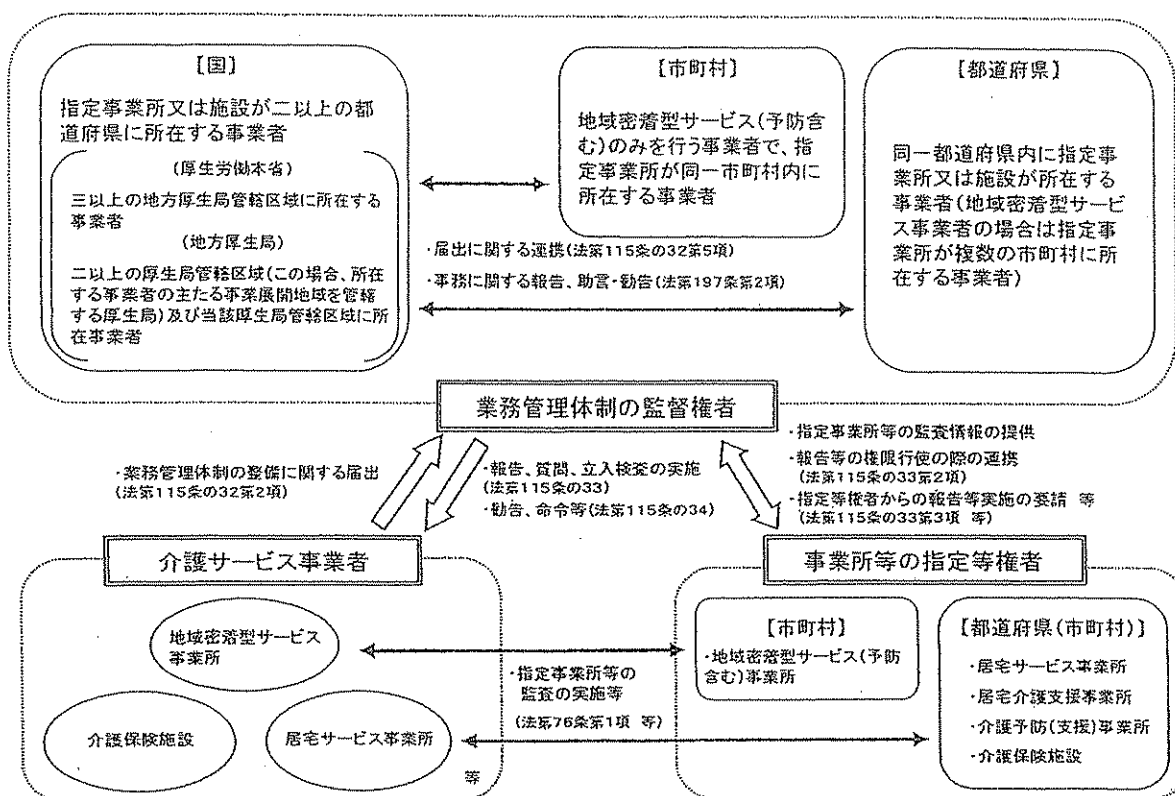 【国】
指定事業所又は施設が二以上の都
道府県に所在する事業者
(厚生労働本省)
三以上の地方厚生局管轄区域に所在する
事業者
(地方厚生局)
二以上の厚生局管轄区域(この場合、所在
する事業者の主たる事業展開地域を管轄
する厚生局)及び当該厚生局管轄区域に所
在事業者
【市町村】
地域密着型サービス(予防含
む)のみを行う事業者で、指
定事業所が同一市町村内に
所在する事業者
【都道府県】
同一都道府県内に指定事
業所又は施設が所在する
事業者(地域密着型サービ
ス事業者の場合は指定事
業所が複数の市町村に所
在する事業者)
・届出に関する連携(法第115条の32第5項)
・事務に関する報告、助言・勧告(法第197条第2項)
業務管理体制の監督権者
・業務管理体制の整備に関する届出
(法第115条の32第2項)
・報告、質問、立入検査の実施
(法第115条の33)
・勧告、命令等(法第115条の34)
・指定事業所等の監査情報の提供
・報告等の権限行使の際の連携
(法第115条の33第2項)
・指定等権者からの報告等実施の要請 等
(法第115条の33第3項 等)
介護サービス事業者
地域密着型サービス
事業所
介護保険施設
居宅サービス事業所
等
・指定事業所等の
監査の実施等
(法第76条第1項 等)
事業所等の指定等権者
【市町村】
・地域密着型サービス(予防
含む)事業所
【都道府県(市町村)】
・居宅サービス事業所
・居宅介護支援事業所
・介護予防(支援)事業所
・介護保険施設